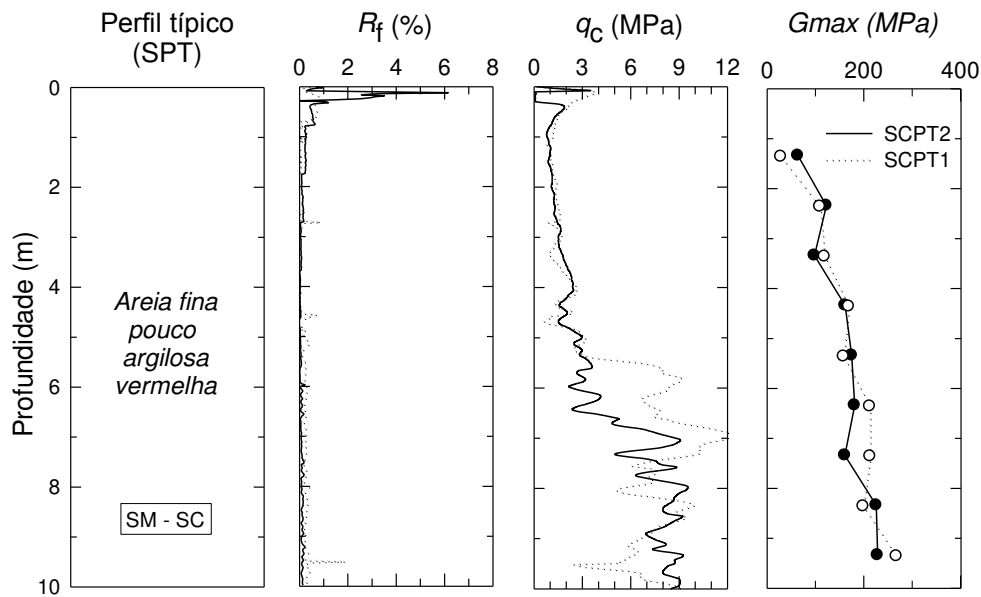 Perfil típico
(SPT)
Rf (%)
qc (MPa)
Gmax (MPa)
0 2 4 6 8
0 3 6 9 12
0 200 400
Profundidade (m)
0
2
4
6
8
10
Areia fina
pouco
argilosa
vermelha
SM - SC
SCPT2
SCPT1